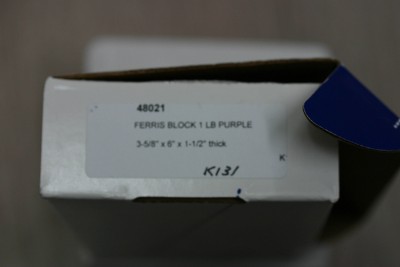 48021
FERRIS BLOCK 1 LB PURPLE
3-5/8" x 6" x 1-1/2" thick
K131
K